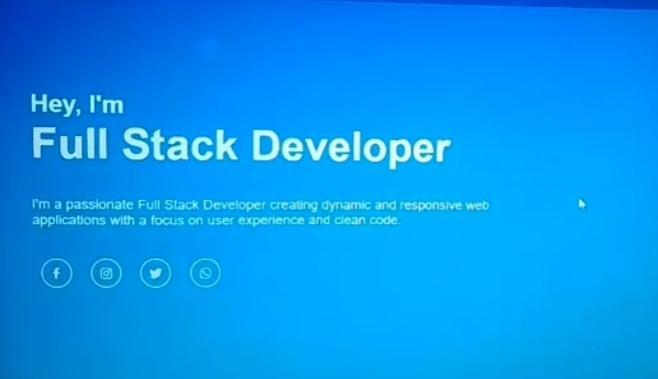 Hey, I'm
Full Stack Developer
I'm a passionate Full Stack Developer creating dynamic and responsive web
applications with a focus on user experience and clean code.